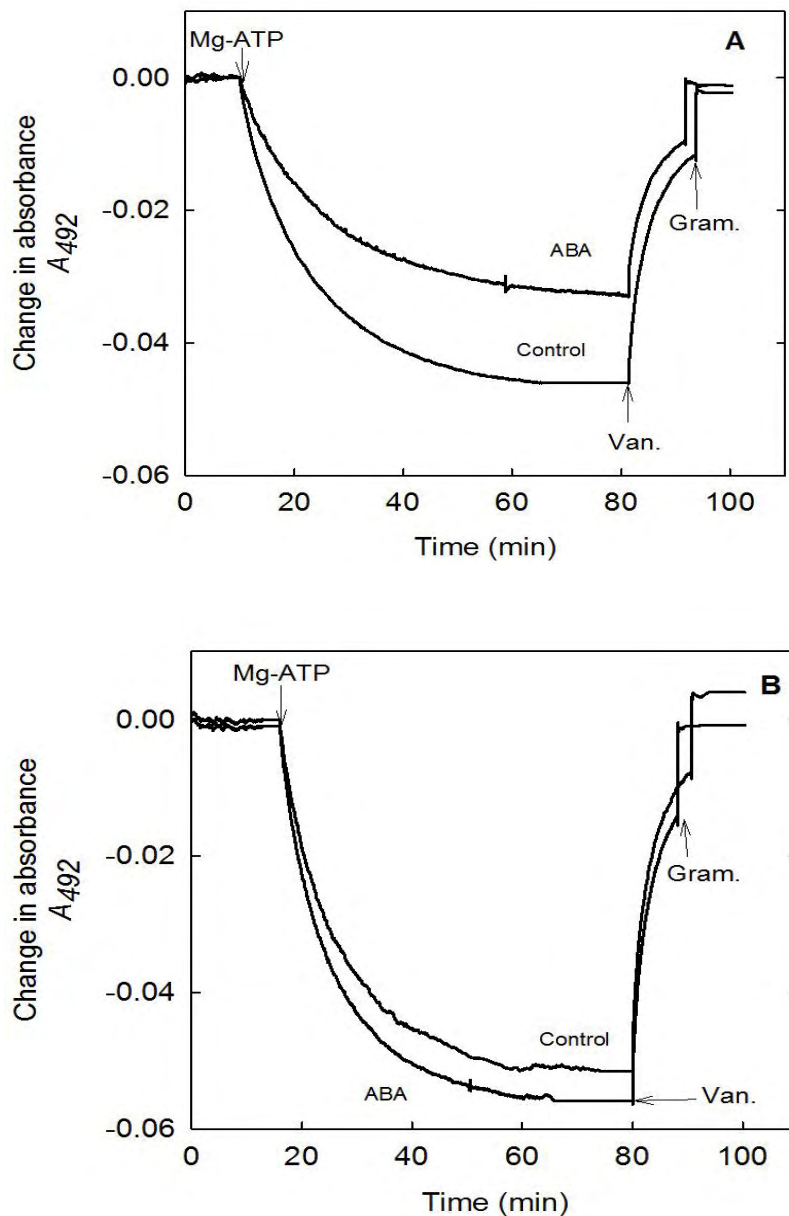 Mg-ATP
A
0.00
-0.02
-0.04
-0.06
Change in absorbance
A492
ABA
Control
Gram.
Van.
0 20 40 60 80 100
Time (min)
Mg-ATP
B
0.00
-0.02
-0.04
-0.06
Change in absorbance
A492
Gram.
Control
ABA
Van.
0 20 40 60 80 100
Time (min)